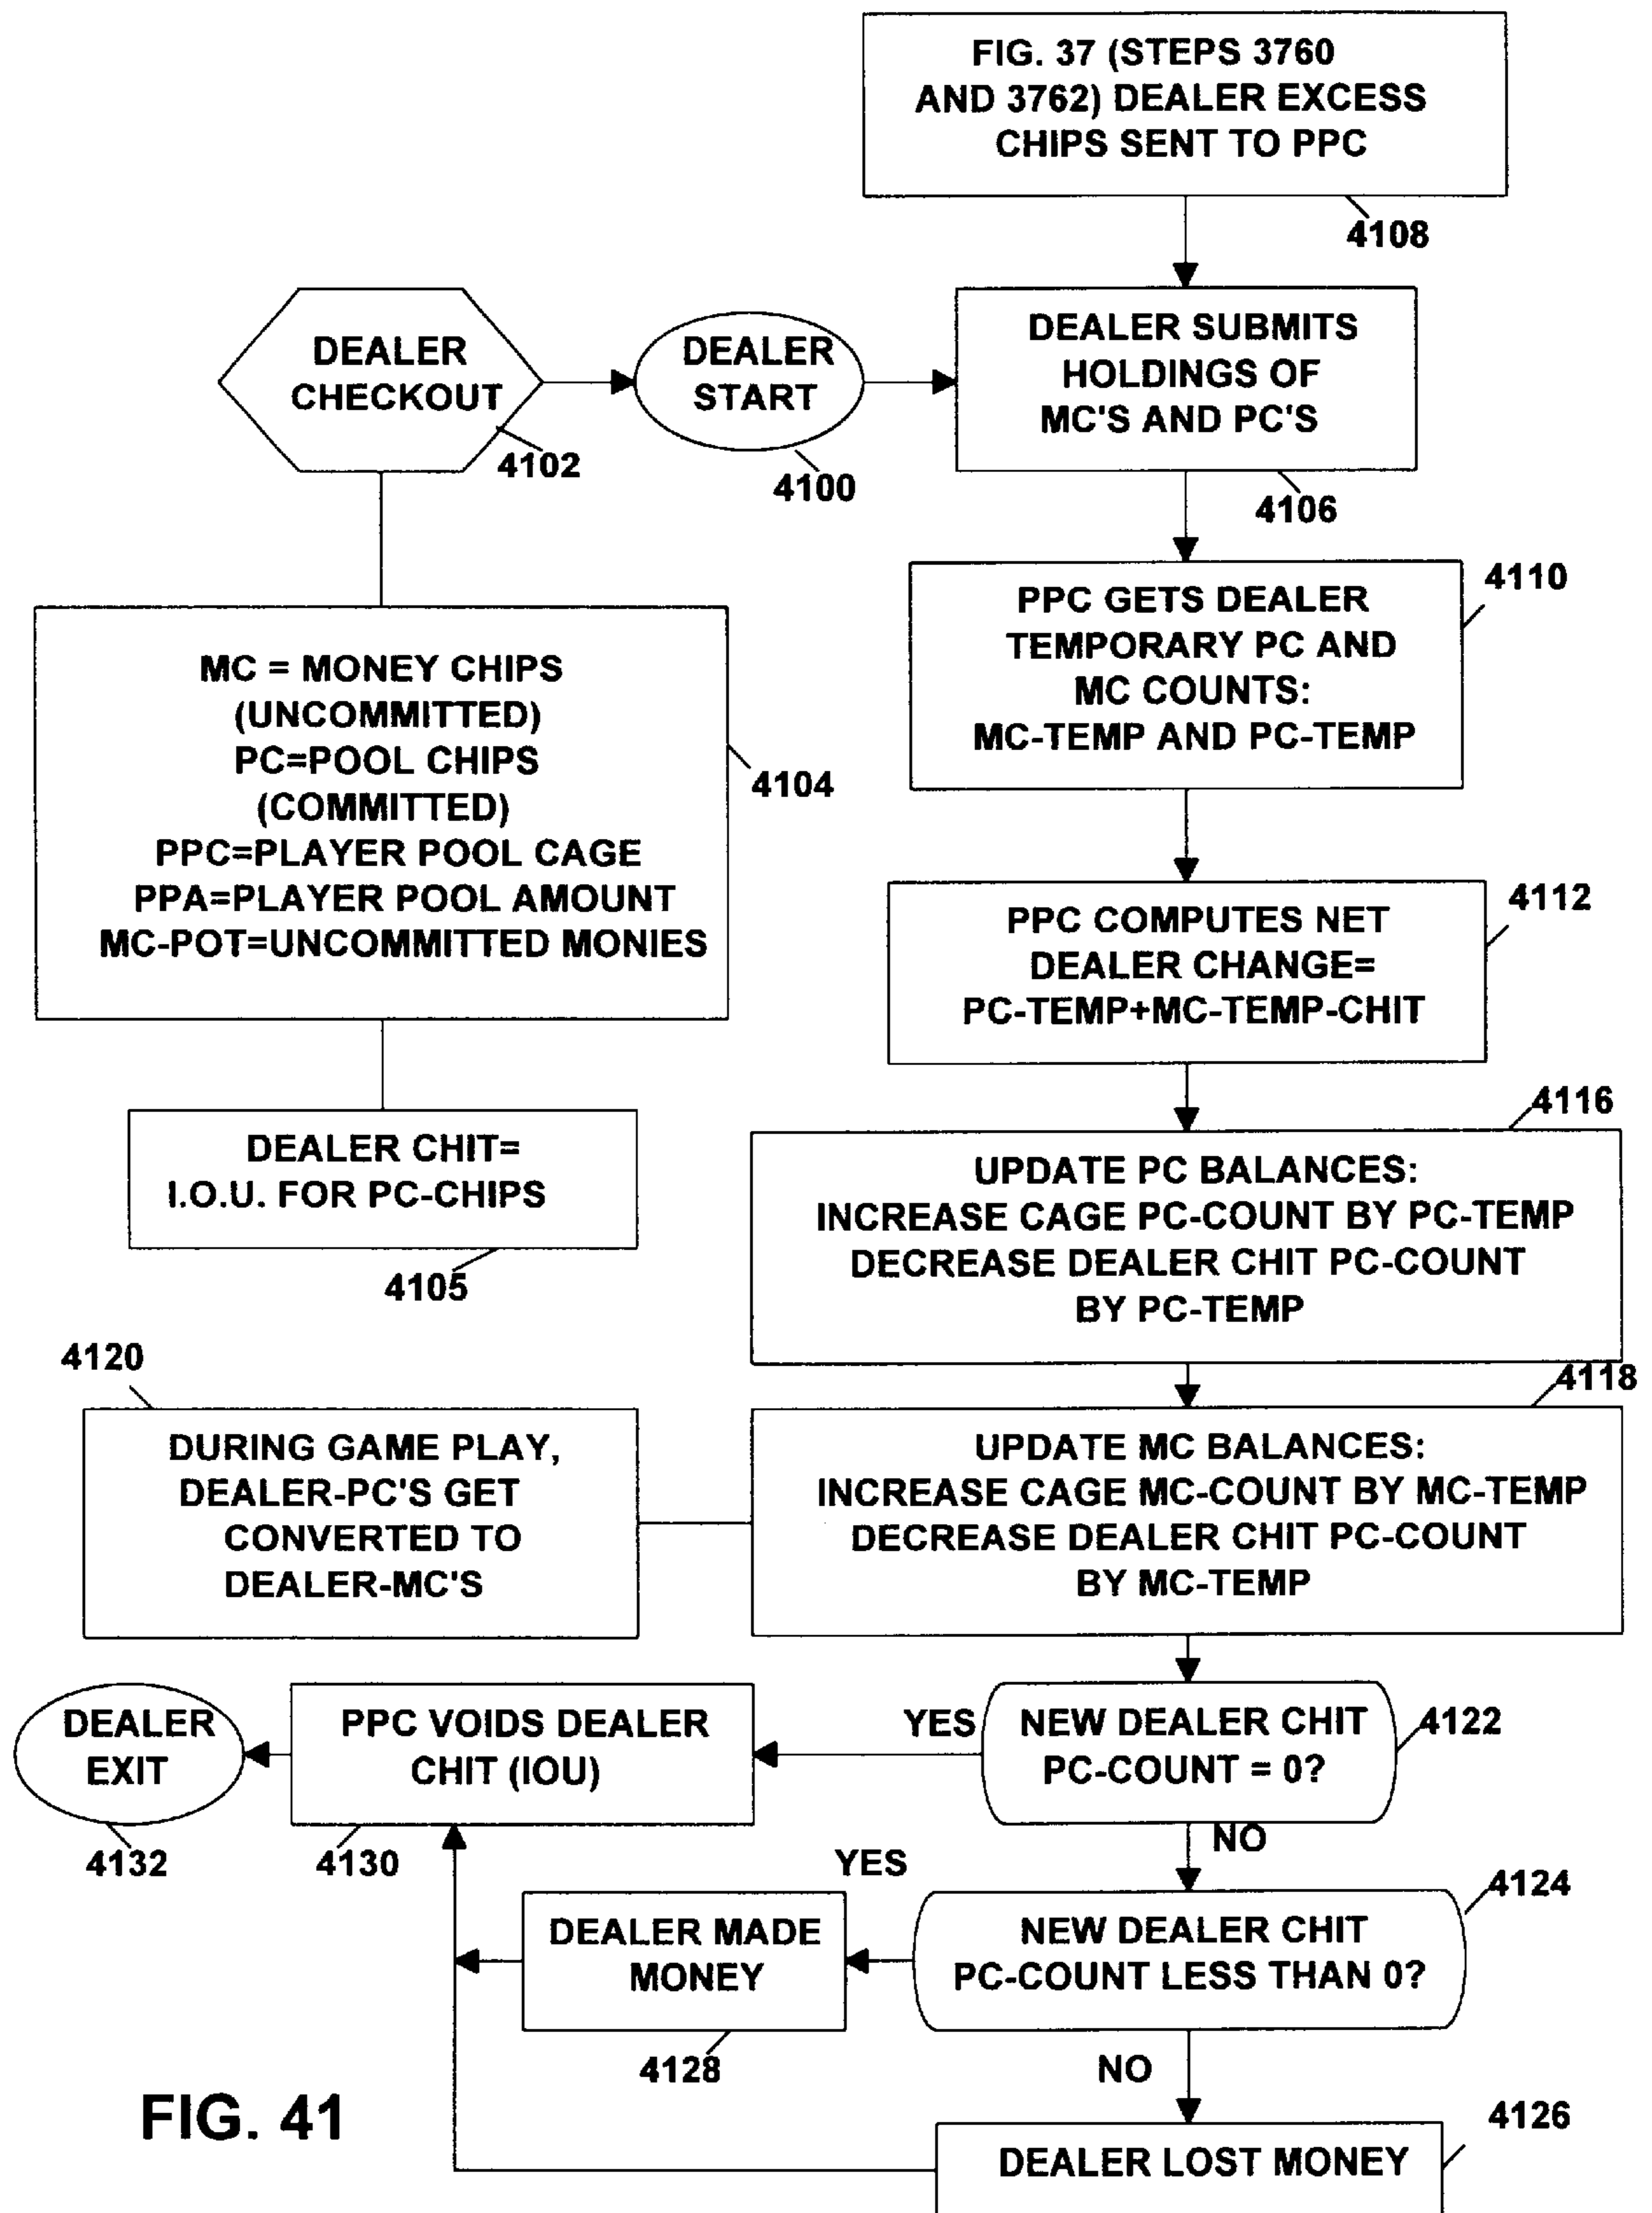 FIG. 37 (STEPS 3760
AND 3762) DEALER EXCESS
CHIPS SENT TO PPC
4108
DEALER
CHECKOUT
4102
DEALER
START
4100
DEALER SUBMITS
HOLDINGS OF
MC'S AND PC'S
4106
MC = MONEY CHIPS
(UNCOMMITTED)
PC=POOL CHIPS
(COMMITTED)
PPC=PLAYER POOL CAGE
PPA=PLAYER POOL AMOUNT
MC-POT=UNCOMMITTED MONIES
4104
PPC GETS DEALER
TEMPORARY PC AND
MC COUNTS:
MC-TEMP AND PC-TEMP
4110
PPC COMPUTES NET
DEALER CHANGE=
PC-TEMP+MC-TEMP-CHIT
4112
DEALER CHIT=
I.O.U. FOR PC-CHIPS
4105
4116
UPDATE PC BALANCES:
INCREASE CAGE PC-COUNT BY PC-TEMP
DECREASE DEALER CHIT PC-COUNT
BY PC-TEMP
4120
DURING GAME PLAY,
DEALER-PC'S GET
CONVERTED TO
DEALER-MC'S
4118
UPDATE MC BALANCES:
INCREASE CAGE MC-COUNT BY MC-TEMP
DECREASE DEALER CHIT PC-COUNT
BY MC-TEMP
DEALER
EXIT
4132
PPC VOIDS DEALER
CHIT (IOU)
4130
YES
NEW DEALER CHIT
PC-COUNT = 0?
4122
NO
YES
DEALER MADE
MONEY
4128
NEW DEALER CHIT
PC-COUNT LESS THAN 0?
4124
NO
DEALER LOST MONEY
4126
FIG. 41